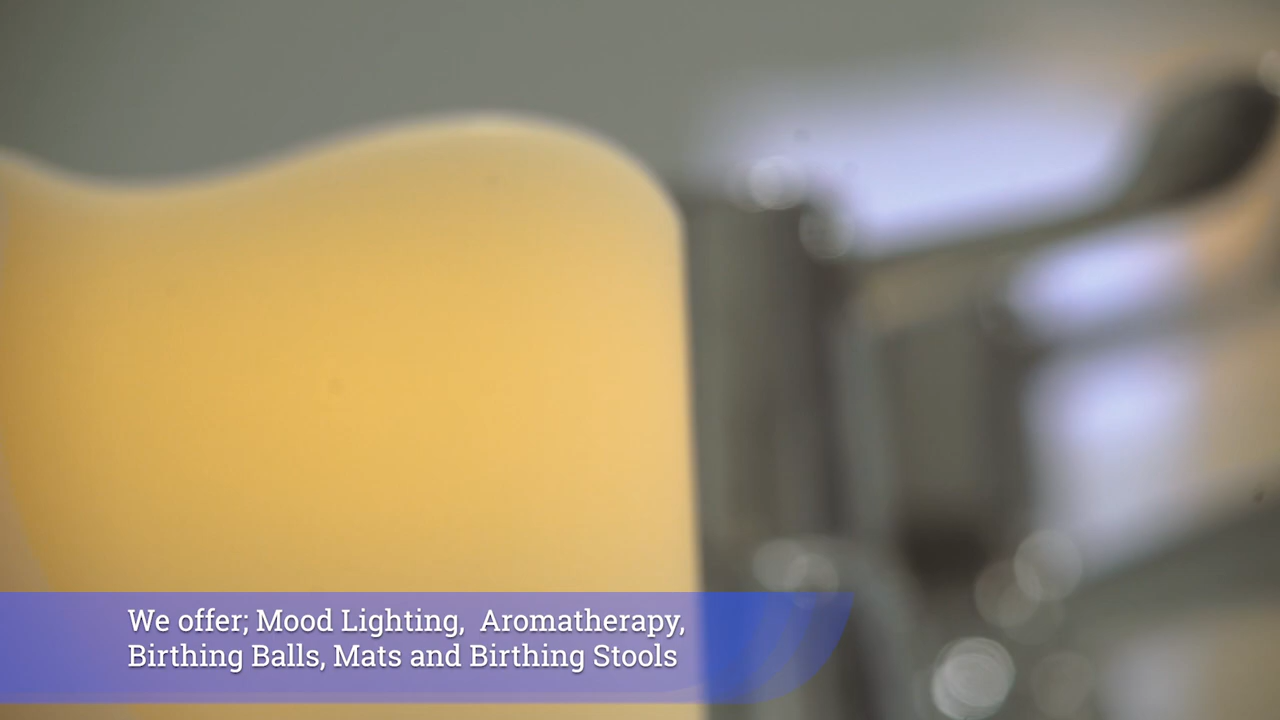 We offer; Mood Lighting,  Aromatherapy,
Birthing Balls, Mats and Birthing Stools